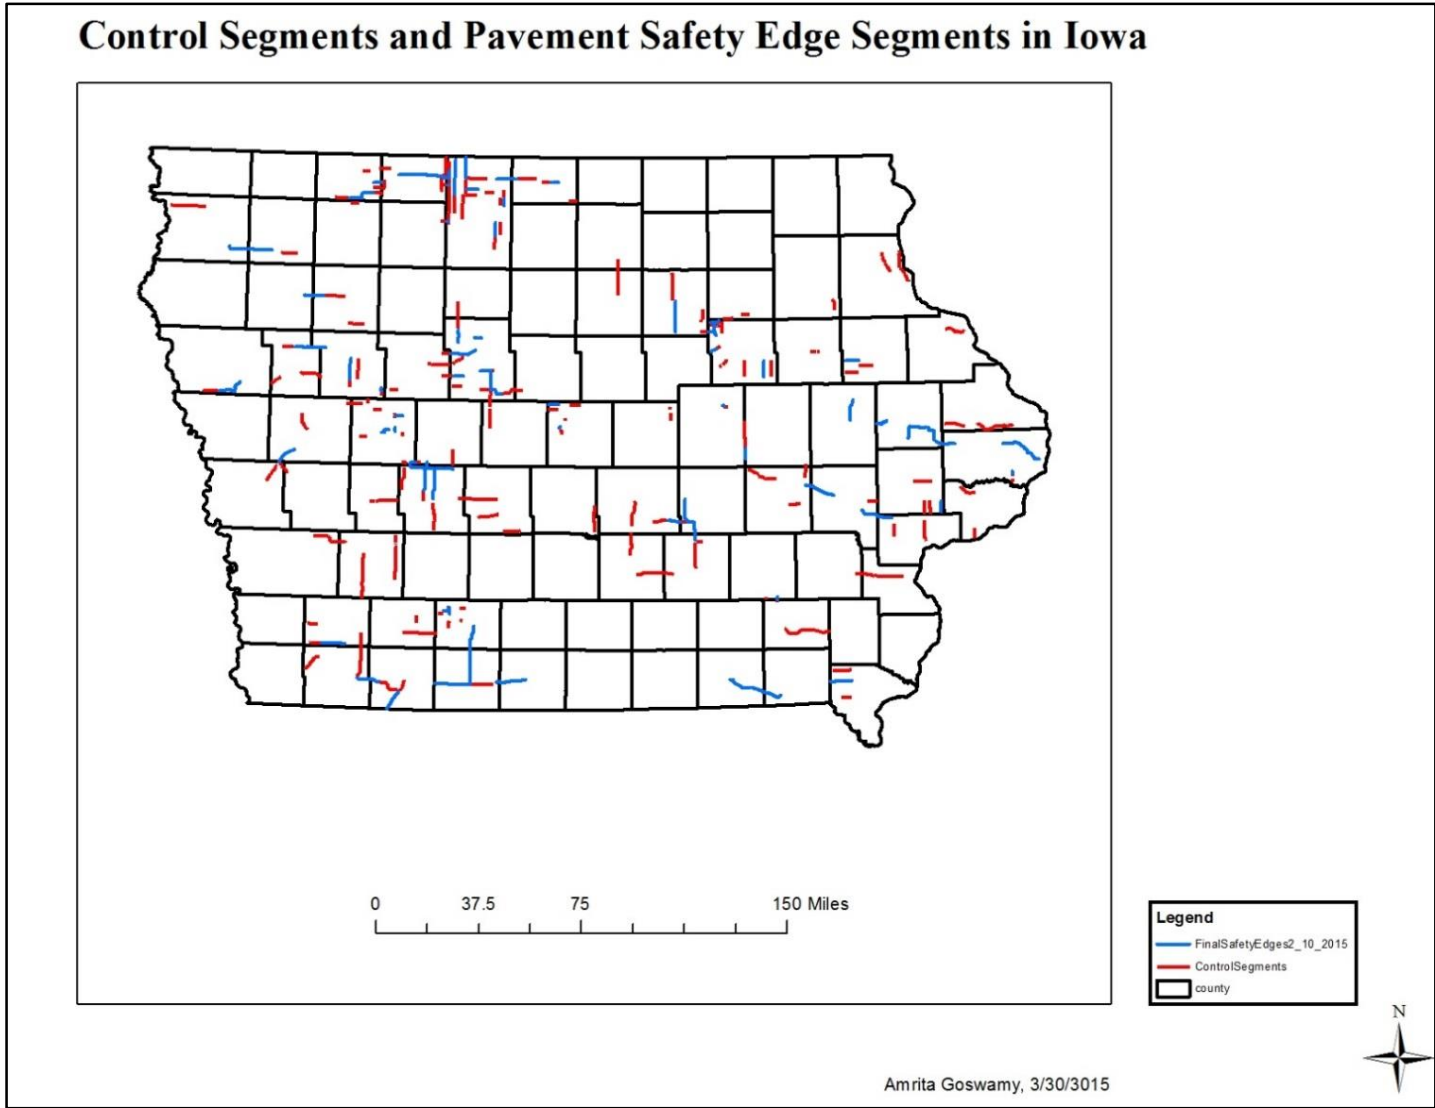 Control Segments and Pavement Safety Edge Segments in Iowa
0 37.5 75 150 Miles
Legend
FinalSafetyEdges2_10_2015
ControlSegments
county
N
Amrita Goswamy, 3/30/3015